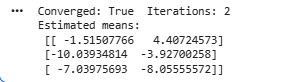 ••• Converged: True  Iterations: 2
Estimated means:
[[ -1.51507766   4.40724573]
[-10.03934814  -3.92700258]
[ -7.03975693  -8.05555572]]